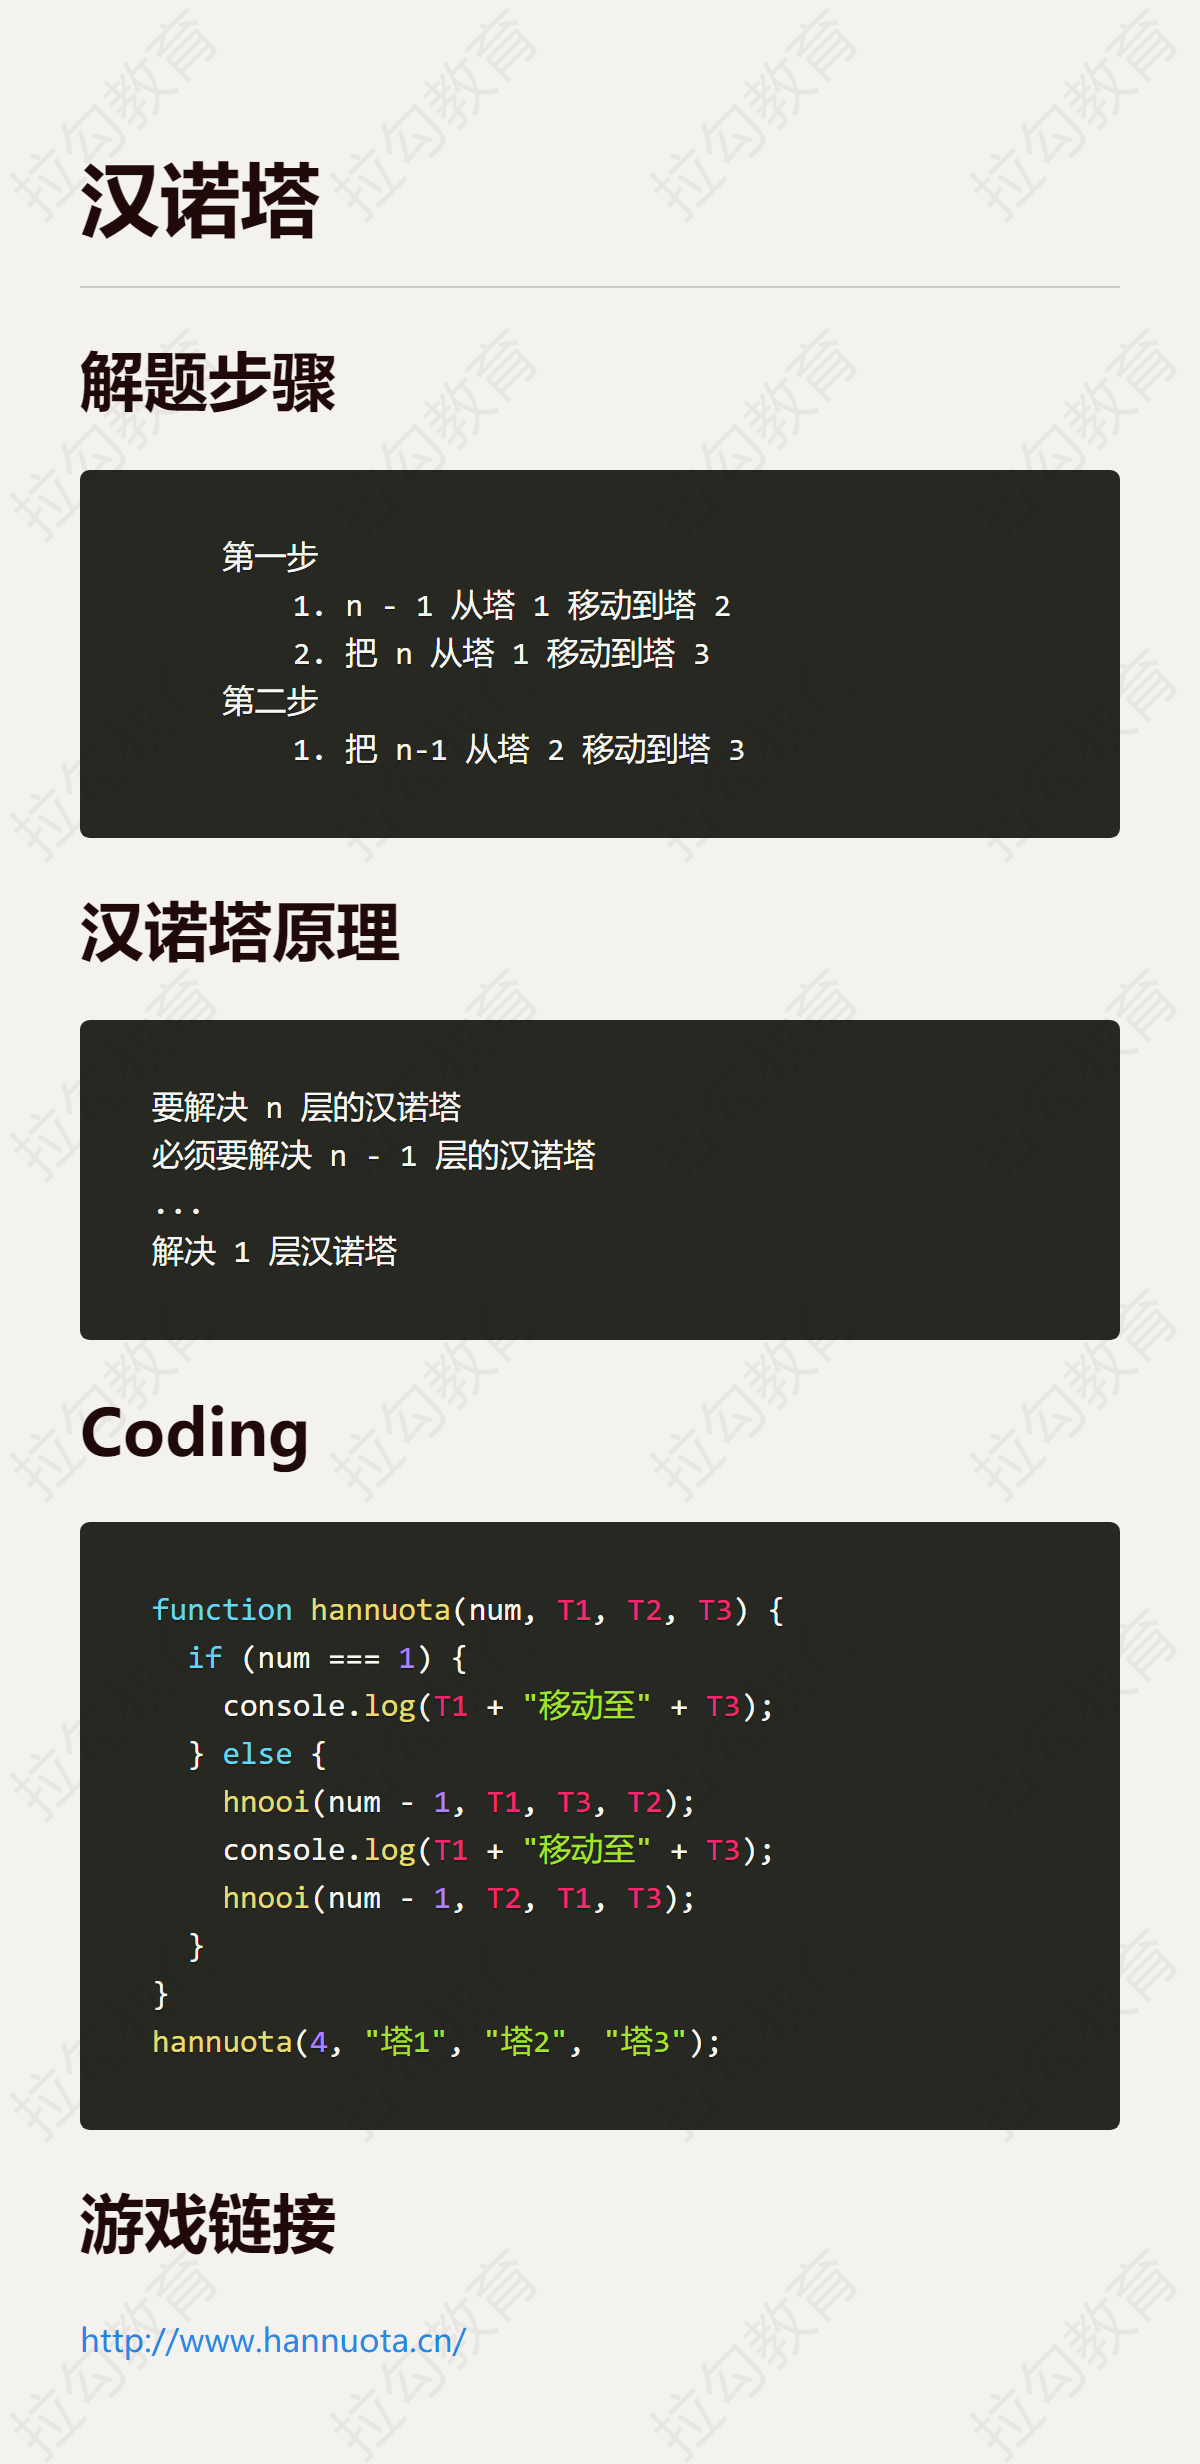 汉诺塔
解题步骤
第一步
1. n - 1 从塔 1 移动到塔 2
2. 把 n 从塔 1 移动到塔 3
第二步
1. 把 n-1 从塔 2 移动到塔 3
汉诺塔原理
要解决 n 层的汉诺塔
必须要解决 n - 1 层的汉诺塔
...
解决 1 层汉诺塔
Coding
function hannuota(num, T1, T2, T3) {
  if (num === 1) {
    console.log(T1 + "移动至" + T3);
  } else {
    hnooi(num - 1, T1, T3, T2);
    console.log(T1 + "移动至" + T3);
    hnooi(num - 1, T2, T1, T3);
  }
}
hannuota(4, "塔1", "塔2", "塔3");
游戏链接
http://www.hannuota.cn/
拉勾教育